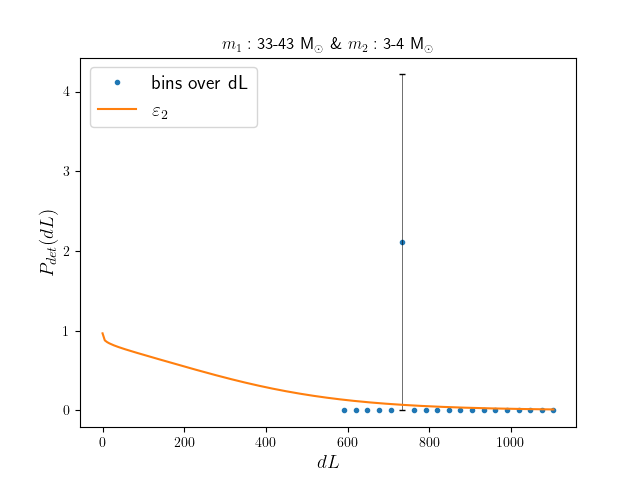 m₁ : 33-43 M⊙ & m₂ : 3-4 M⊙
bins over dL
ε₂
P_det(dL)
4
3
2
1
0
0 200 400 600 800 1000
dL